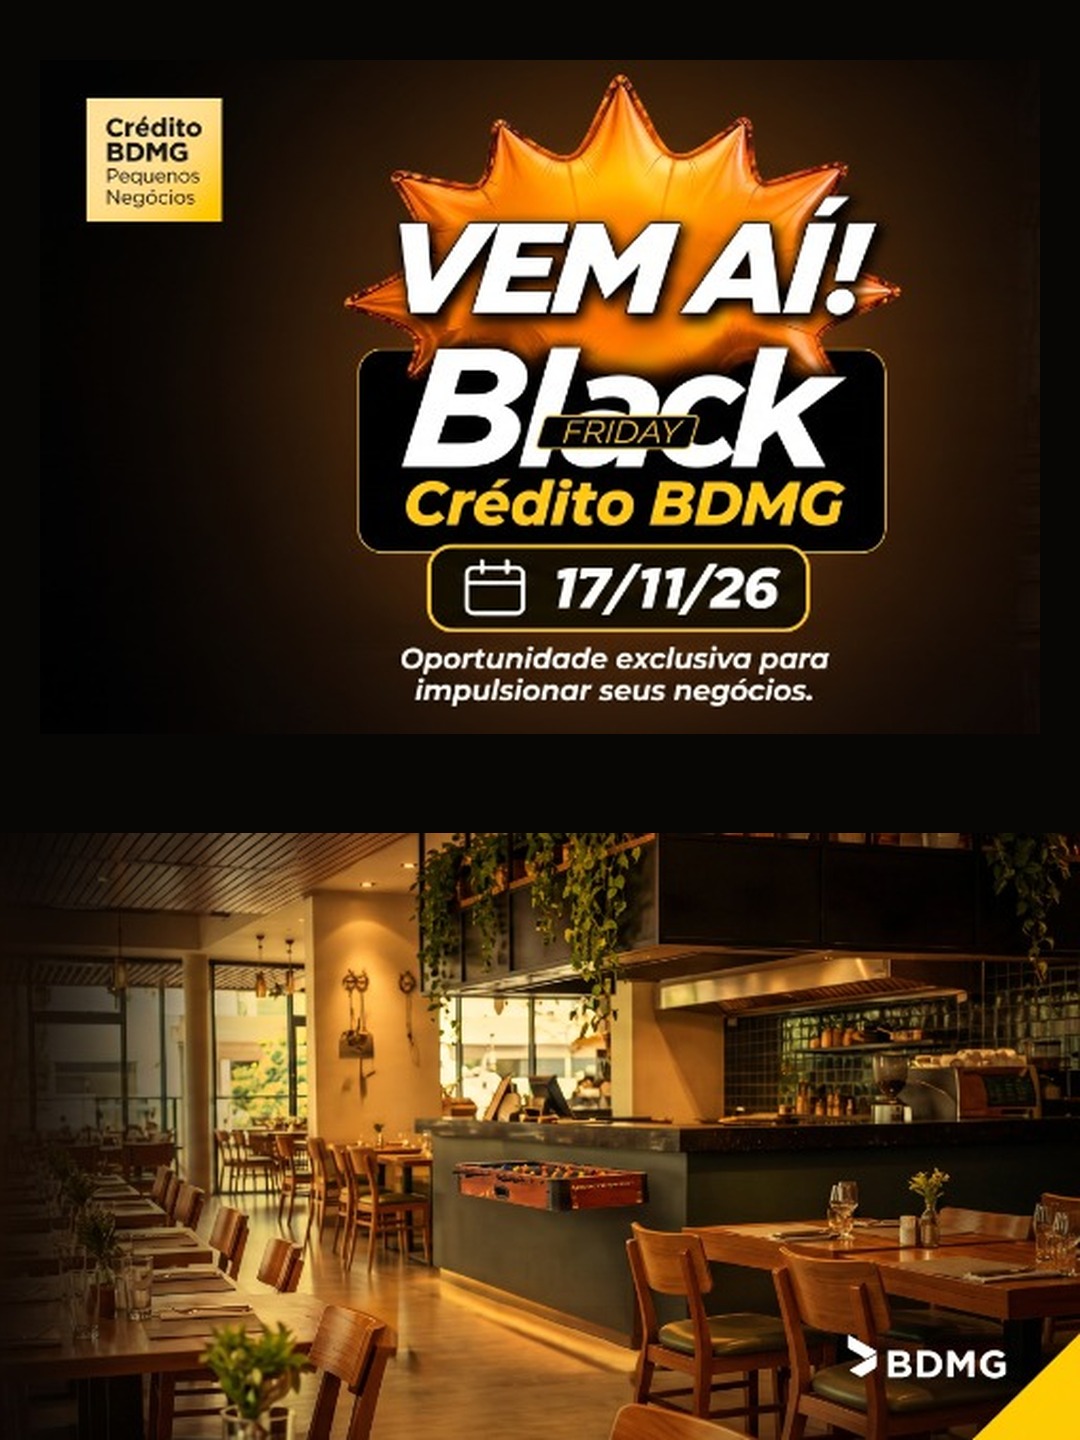 Crédito
BDMG
Pequenos
Negócios
VEM AÍ!
Black
FRIDAY
Crédito BDMG
17/11/26
Oportunidade exclusiva para
impulsionar seus negócios.
BDMG